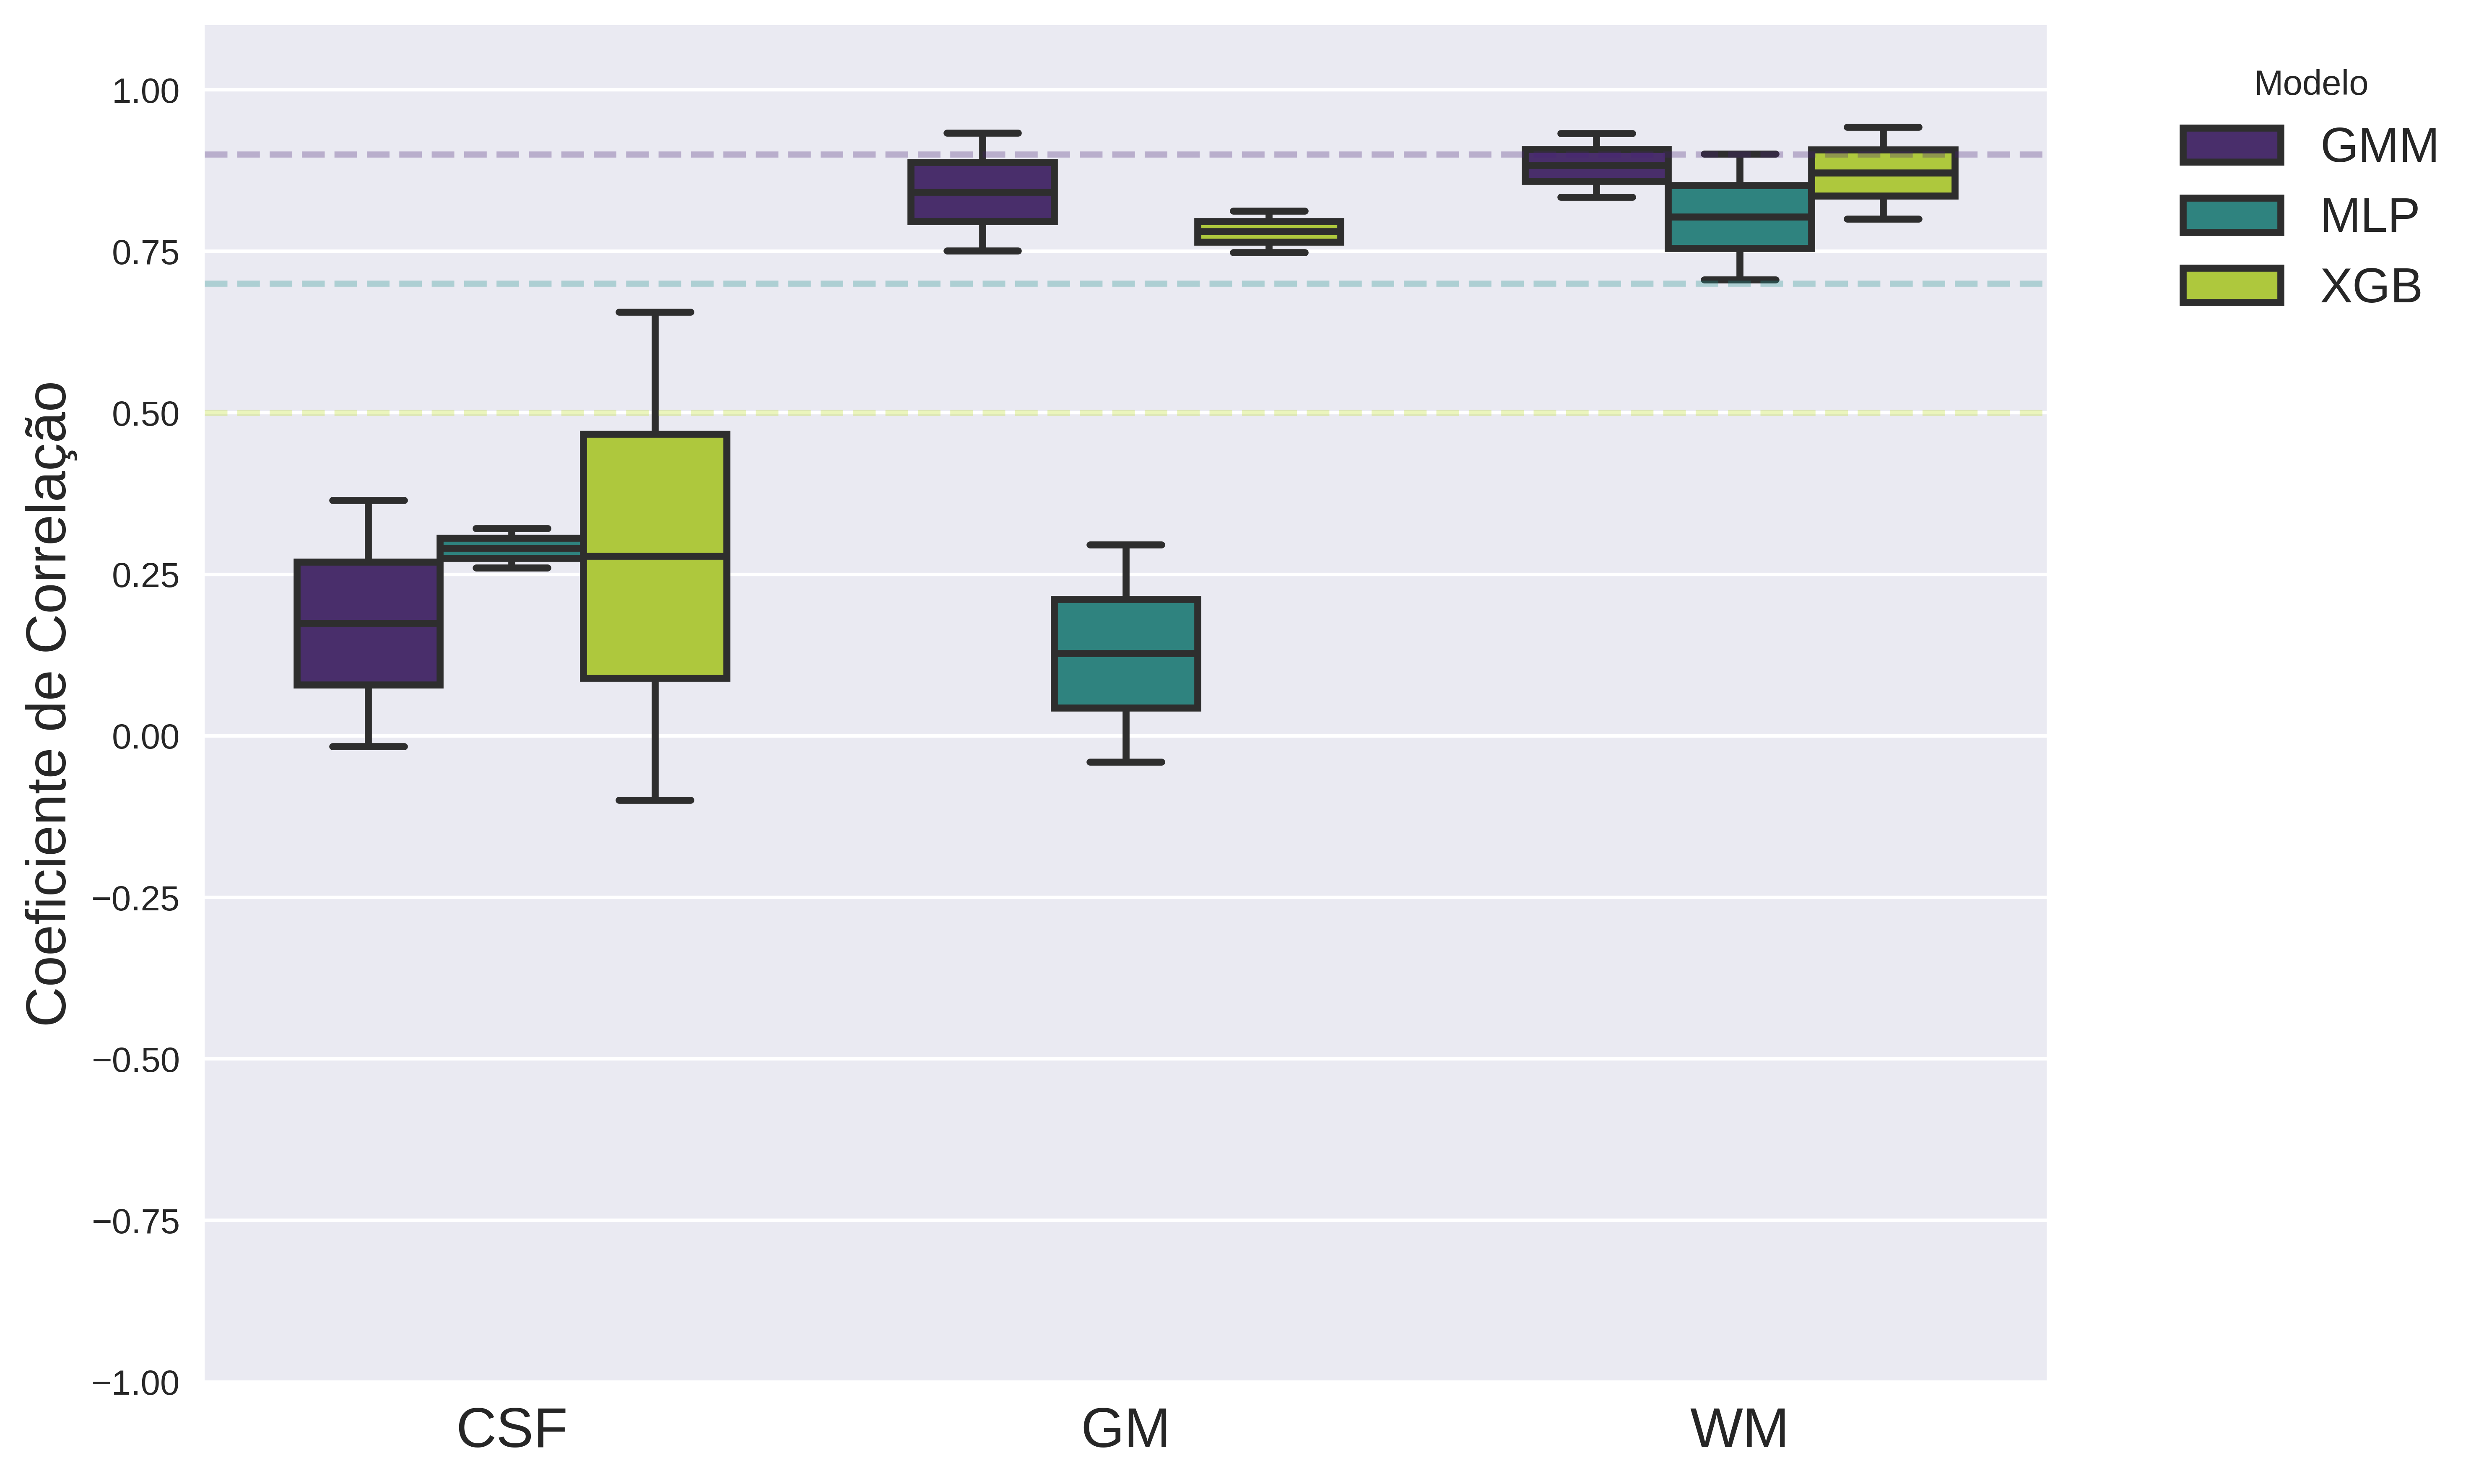 Coeficiente de Correlação
1.00
0.75
0.50
0.25
0.00
−0.25
−0.50
−0.75
−1.00
CSF
GM
WM
Modelo
GMM
MLP
XGB